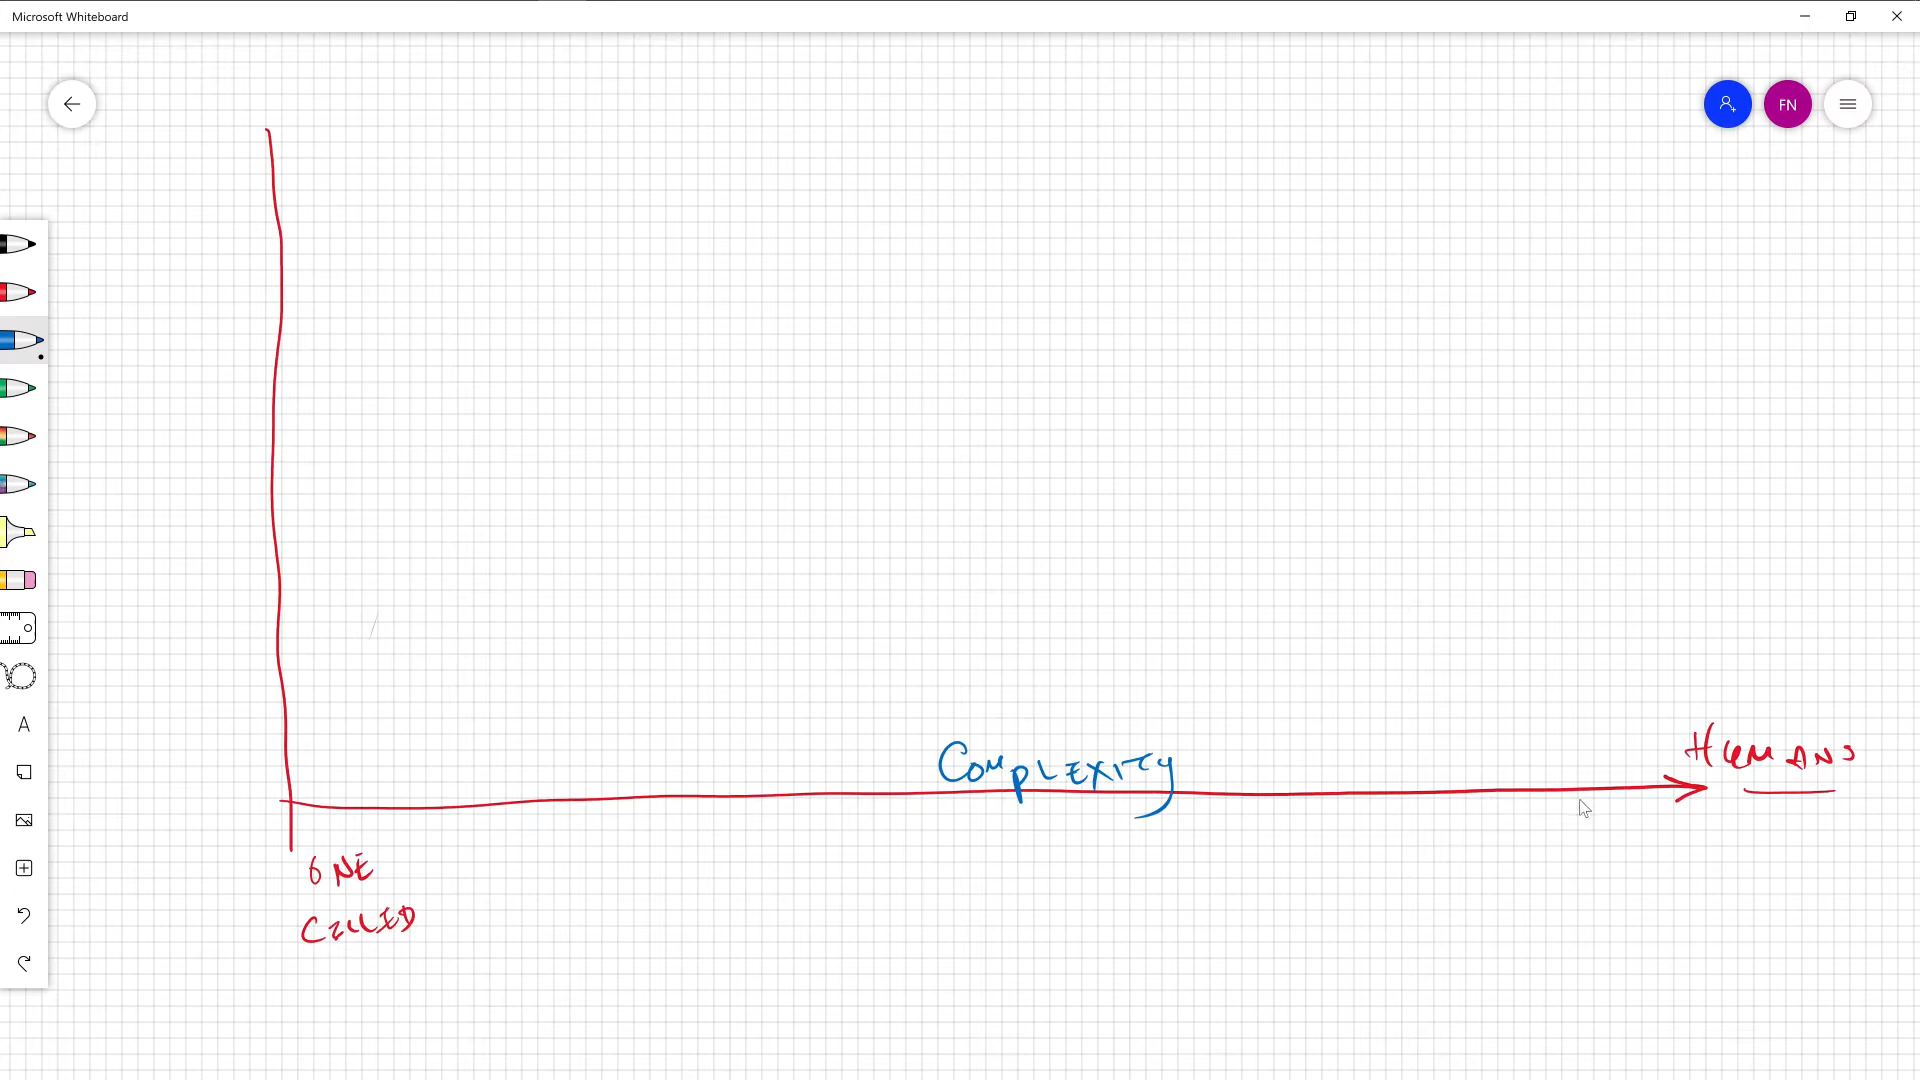 Microsoft Whiteboard
FN
COMPLEXITY
HUMANS
A
ONE
CELLED